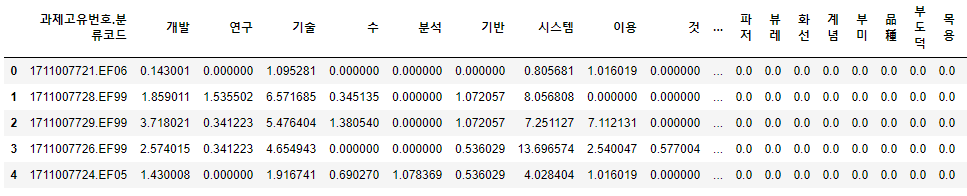 과제고유번호.분류코드 개발 연구 기술 수 분석 기반 시스템 이용 것 ... 파저 뷰레 화선 계념 부미 品種 부도덕 목용
0 1711007721.EF06 0.143001 0.000000 1.095281 0.000000 0.000000 0.000000 0.805681 1.016019 0.000000 ... 0.0 0.0 0.0 0.0 0.0 0.0 0.0 0.0
1 1711007728.EF99 1.859011 1.535502 6.571685 0.345135 0.000000 1.072057 8.056808 0.000000 0.000000 ... 0.0 0.0 0.0 0.0 0.0 0.0 0.0 0.0
2 1711007729.EF99 3.718021 0.341223 5.476404 1.380540 0.000000 1.072057 7.251127 7.112131 0.000000 ... 0.0 0.0 0.0 0.0 0.0 0.0 0.0 0.0
3 1711007726.EF99 2.574015 0.341223 4.654943 0.000000 0.000000 0.536029 13.696574 2.540047 0.577004 ... 0.0 0.0 0.0 0.0 0.0 0.0 0.0 0.0
4 1711007724.EF05 1.430008 0.000000 1.916741 0.690270 1.078369 0.536029 4.028404 1.016019 0.000000 ... 0.0 0.0 0.0 0.0 0.0 0.0 0.0 0.0